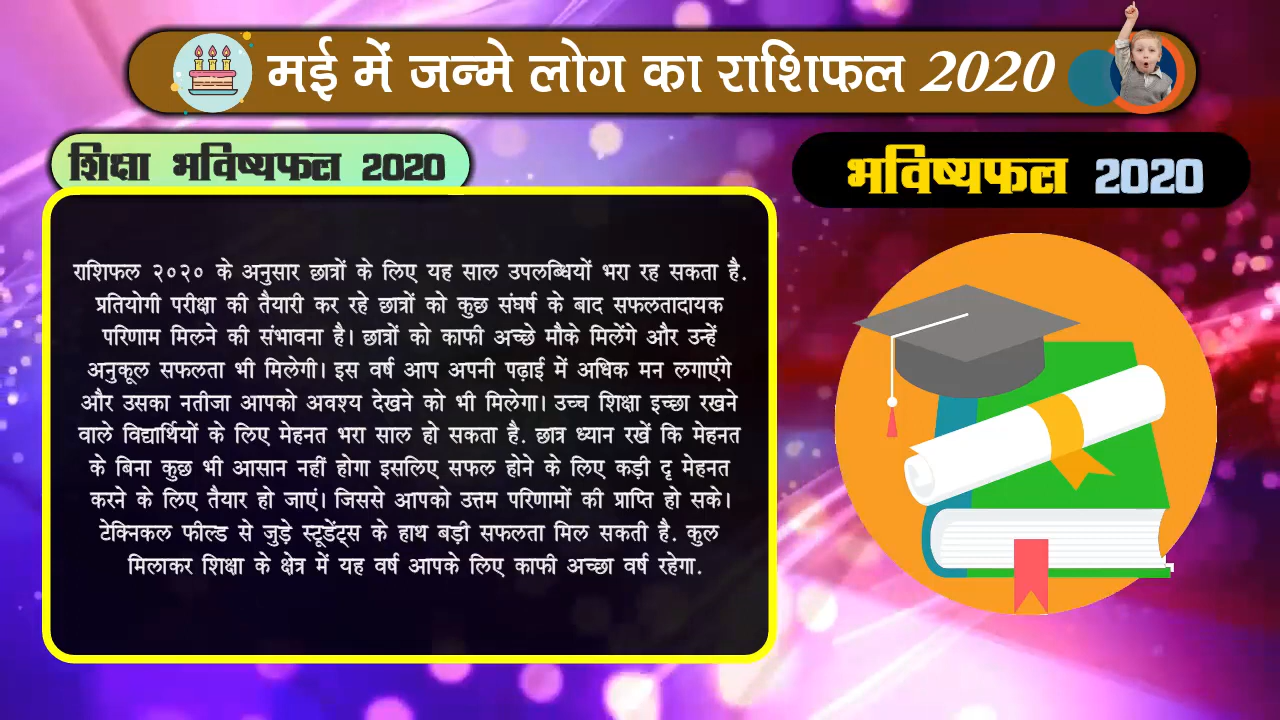 मई में जन्मे लोग का राशिफल 2020
शिक्षा भविष्यफल 2020
भविष्यफल 2020
राशिफल २०२० के अनुसार छात्रों के लिए यह साल उपलब्धियों भरा रह सकता है.
प्रतियोगी परीक्षा की तैयारी कर रहे छात्रों को कुछ संघर्ष के बाद सफलतादायक
परिणाम मिलने की संभावना है। छात्रों को काफी अच्छे मौके मिलेंगे और उन्हें
अनुकूल सफलता भी मिलेगी। इस वर्ष आप अपनी पढ़ाई में अधिक मन लगाएंगे
और उसका नतीजा आपको अवश्य देखने को भी मिलेगा। उच्च शिक्षा इच्छा रखने
वाले विद्यार्थियों के लिए मेहनत भरा साल हो सकता है. छात्र ध्यान रखें कि मेहनत
के बिना कुछ भी आसान नहीं होगा इसलिए सफल होने के लिए कड़ी दृ मेहनत
करने के लिए तैयार हो जाएं। जिससे आपको उत्तम परिणामों की प्राप्ति हो सके।
टेक्निकल फील्ड से जुड़े स्टूडेंट्स के हाथ बड़ी सफलता मिल सकती है. कुल
मिलाकर शिक्षा के क्षेत्र में यह वर्ष आपके लिए काफी अच्छा वर्ष रहेगा.